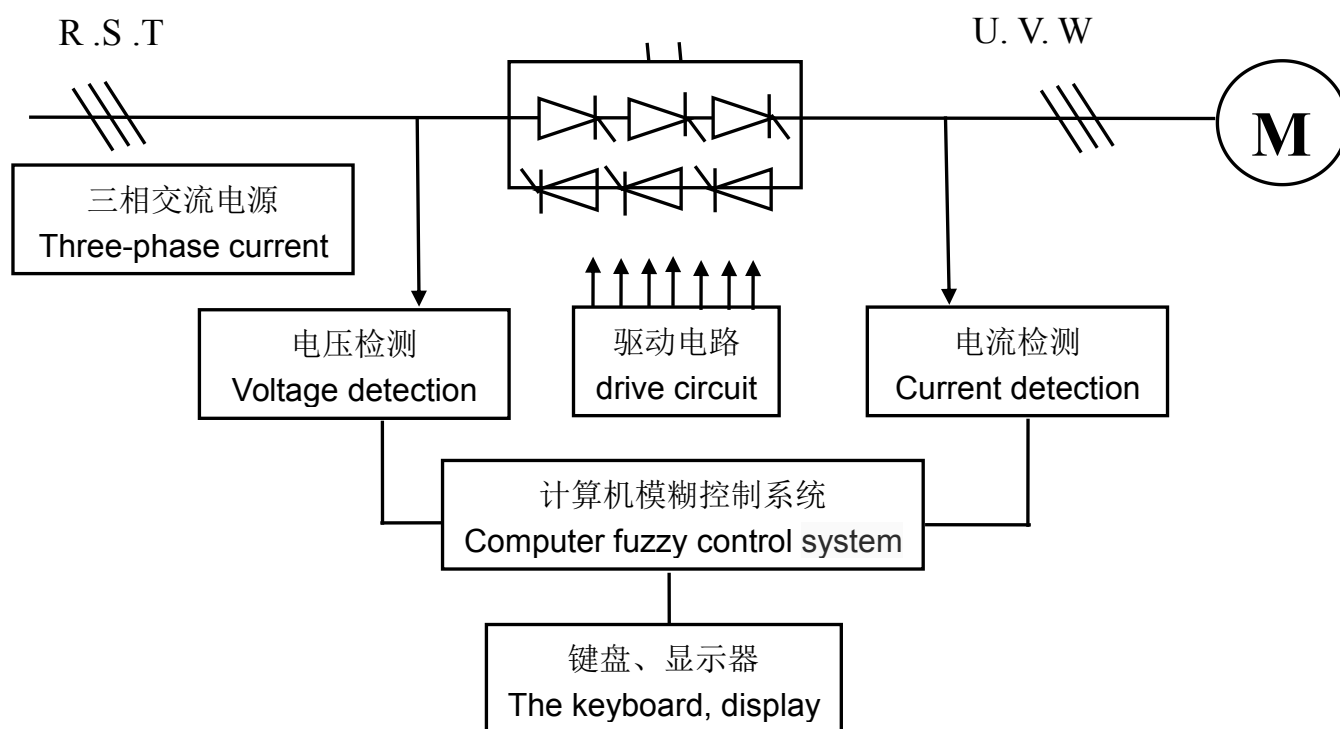 R .S .T
U. V. W
M
三相交流电源
Three-phase current
电压检测
Voltage detection
驱动电路
drive circuit
电流检测
Current detection
计算机模糊控制系统
Computer fuzzy control system
键盘、显示器
The keyboard, display